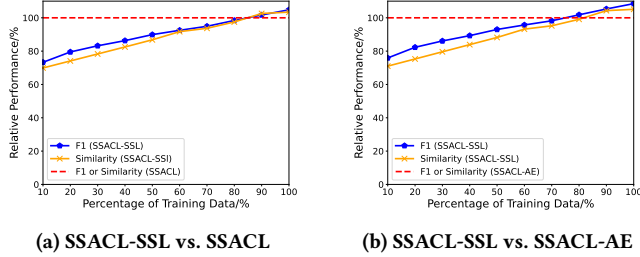 Relative Performance/%
100
80
60
40
20
0
F1 (SSACL-SSL)
Similarity (SSACL-SSl)
F1 or Similarity (SSACL)
10 20 30 40 50 60 70 80 90 100
Percentage of Training Data/%
(a) SSACL-SSL vs. SSACL
Relative Performance/%
100
80
60
40
20
0
F1 (SSACL-SSL)
Similarity (SSACL-SSL)
F1 or Similarity (SSACL-AE)
10 20 30 40 50 60 70 80 90 100
Percentage of Training Data/%
(b) SSACL-SSL vs. SSACL-AE